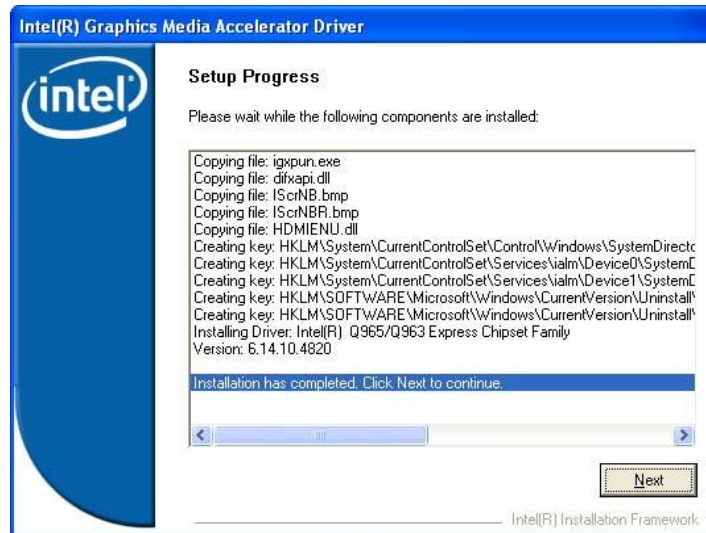 Intel(R) Graphics Media Accelerator Driver
intel
Setup Progress
Please wait while the following components are installed:
Copying file: igxpun.exe
Copying file: difxapi.dll
Copying file: IScrNB.bmp
Copying file: IScrNBR.bmp
Copying file: HDMIENU.dll
Creating key: HKLM\System\CurrentControlSet\Control\Windows\SystemDirecto
Creating key: HKLM\System\CurrentControlSet\Services\ialm\Device0\SystemD
Creating key: HKLM\System\CurrentControlSet\Services\ialm\Device1\SystemD
Creating key: HKLM\SOFTWARE\Microsoft\Windows\CurrentVersion\Uninstall\
Creating key: HKLM\SOFTWARE\Microsoft\Windows\CurrentVersion\Uninstall\
Installing Driver: Intel(R) Q965/Q963 Express Chipset Family
Version: 6.14.10.4820
Installation has completed. Click Next to continue.
Next
Intel(R) Installation Framework